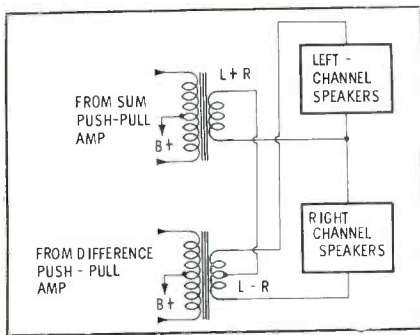 L+R
LEFT -
CHANNEL
SPEAKERS
FROM SUM
PUSH-PULL
AMP
B+
RIGHT
CHANNEL
SPEAKERS
FROM DIFFERENCE
PUSH - PULL
AMP
B+
L-R